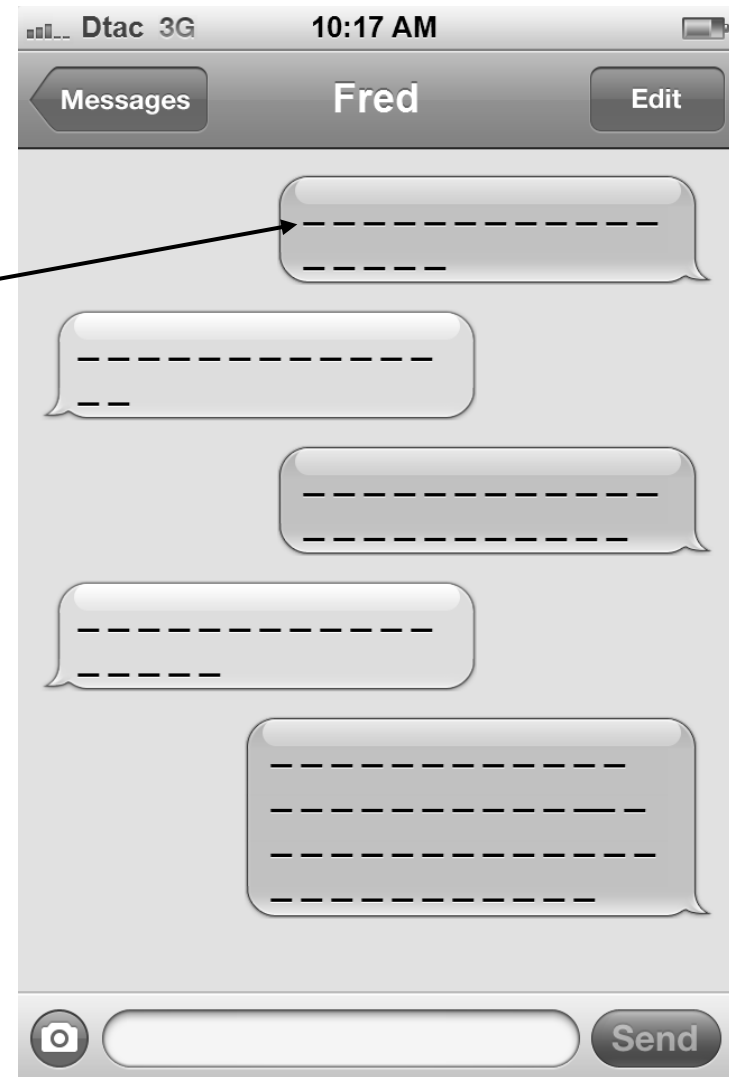 Dtac 3G 10:17 AM
Messages Fred Edit
_ _ _ _ _ _ _ _ _ _ _ _
_ _ _ _ _
_ _ _ _ _ _ _ _ _ _ _ _
_ _
_ _ _ _ _ _ _ _ _ _ _ _
_ _ _ _ _ _ _ _ _ _ _
_ _ _ _ _ _ _ _ _ _ _ _
_ _ _ _ _
_ _ _ _ _ _ _ _ _ _ _ _
_ _ _ _ _ _ _ _ _ _ _ _
_ _ _ _ _ _ _ _ _ _ _ _ _
_ _ _ _ _ _ _ _ _ _ _
Send